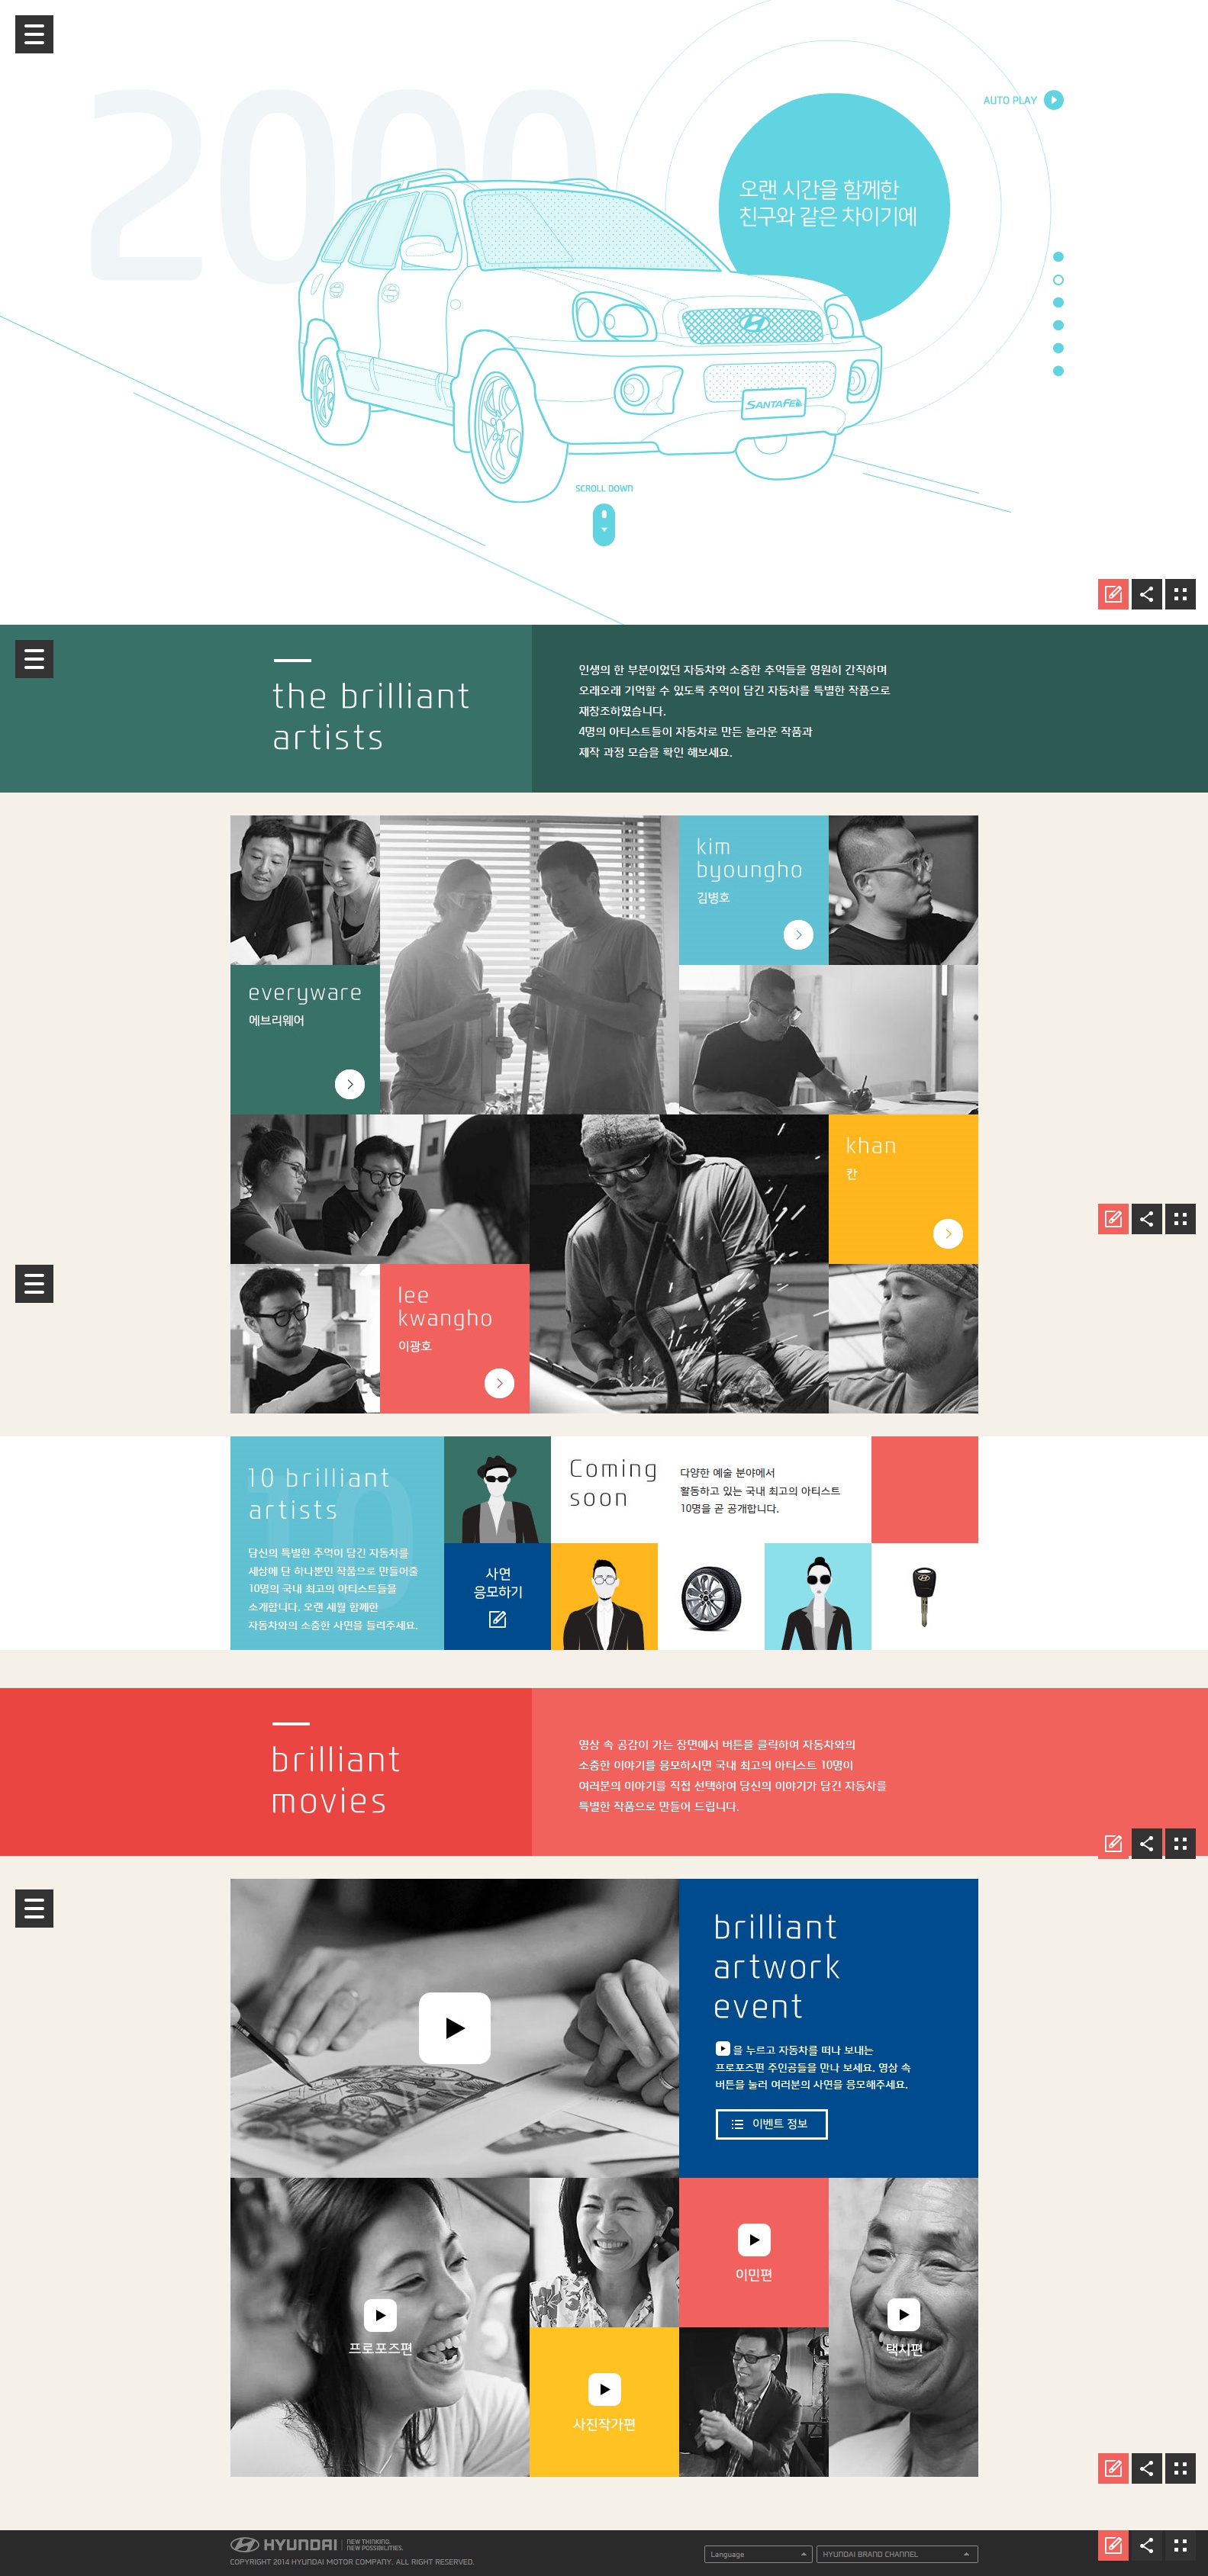 2000
AUTO PLAY
오랜 시간을 함께한
친구와 같은 차이기에
SANTAFE
SCROLL DOWN
the brilliant
artists
인생의 한 부분이었던 자동차와 소중한 추억들을 영원히 간직하며
오래오래 기억할 수 있도록 추억이 담긴 자동차를 특별한 작품으로
재창조하였습니다.
4명의 아티스트들이 자동차로 만든 놀라운 작품과
제작 과정 모습을 확인 해보세요.
kim
byoungho
김병호
everyware
에브리웨어
khan
칸
lee
kwangho
이광호
10 brilliant
artists
당신의 특별한 추억이 담긴 자동차를
세상에 단 하나뿐인 작품으로 만들어줄
10명의 국내 최고의 아티스트들을
소개합니다. 오랜 세월 함께한
자동차와의 소중한 사연을 들려주세요.
10
사연
응모하기
Coming
soon
다양한 예술 분야에서
활동하고 있는 국내 최고의 아티스트
10명을 곧 공개합니다.
brilliant
movies
영상 속 공감이 가는 장면에서 버튼을 클릭하여 자동차와의
소중한 이야기를 응모하시면 국내 최고의 아티스트 10명이
여러분의 이야기를 직접 선택하여 당신의 이야기가 담긴 자동차를
특별한 작품으로 만들어 드립니다.
brilliant
artwork
event
을 누르고 자동차를 떠나 보내는
프로포즈편 주인공들을 만나 보세요. 영상 속
버튼을 눌러 여러분의 사연을 응모해주세요.
이벤트 정보
프로포즈편
사진작가편
이민편
택시편
HYUNDAI
NEW THINKING.
NEW POSSIBILITIES.
COPYRIGHT 2014 HYUNDAI MOTOR COMPANY. ALL RIGHT RESERVED.
Language
HYUNDAI BRAND CHANNEL